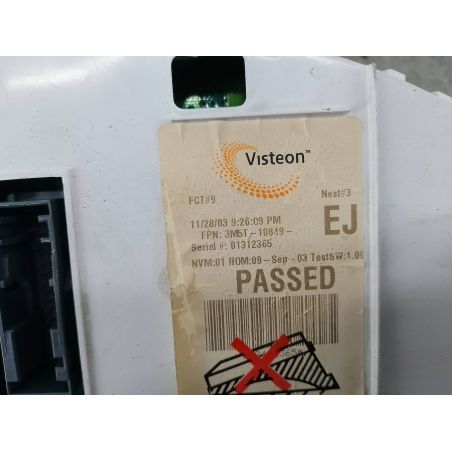 Visteon™
FCT#9 Nest#3
11/28/03 9:26:09 PM
FPN: 3M5T-10849- EJ
Serial #: 01312365
NVM:01 ROM:09-Sep-03 TestSW:1.00
PASSED